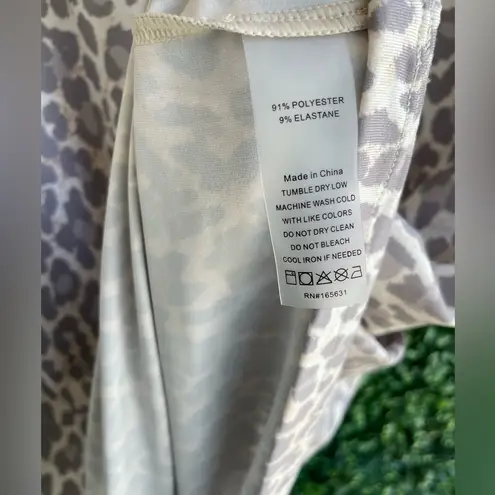 91% POLYESTER
9% ELASTANE
Made in China
TUMBLE DRY LOW
MACHINE WASH COLD
WITH LIKE COLORS
DO NOT DRY CLEAN
DO NOT BLEACH
COOL IRON IF NEEDED
RN#165631